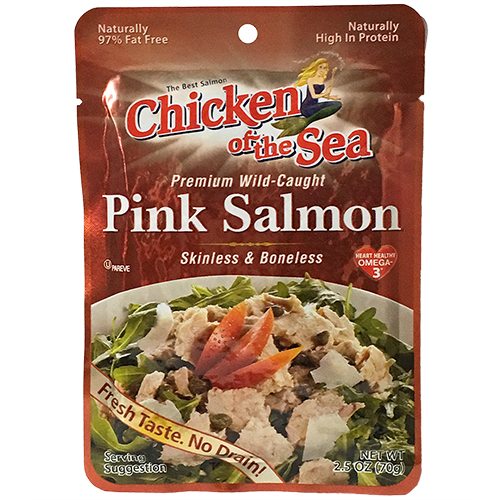 Naturally
97% Fat Free
Naturally
High In Protein
The Best Salmon.
Chicken
of the Sea
Premium Wild-Caught
Pink Salmon
Skinless & Boneless
U PAREVE
HEART HEALTHY
OMEGA-
3*
Fresh Taste. No Drain!
Serving
Suggestion
NET WT
2.5 OZ (70g)